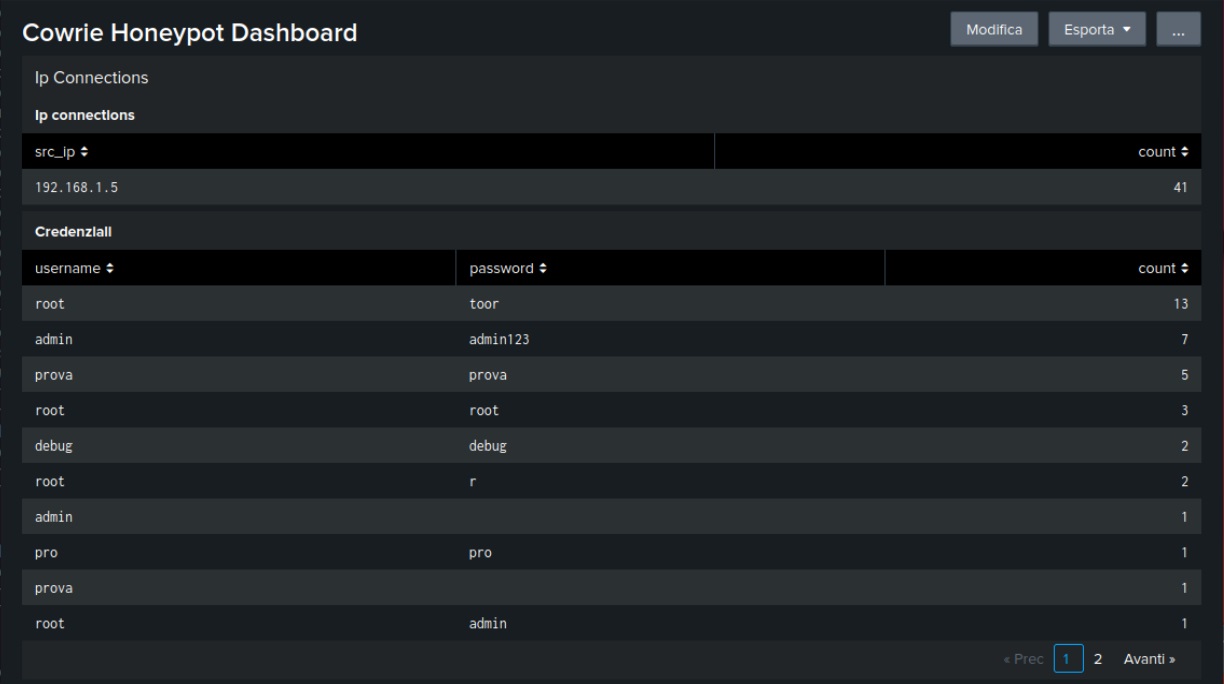 Cowrie Honeypot Dashboard Modifica Esporta ...
Ip Connections
Ip connections
src_ip count
192.168.1.5 41
Credenziali
username password count
root toor 13
admin admin123 7
prova prova 5
root root 3
debug debug 2
root r 2
admin 1
pro pro 1
prova 1
root admin 1
« Prec 1 2 Avanti »